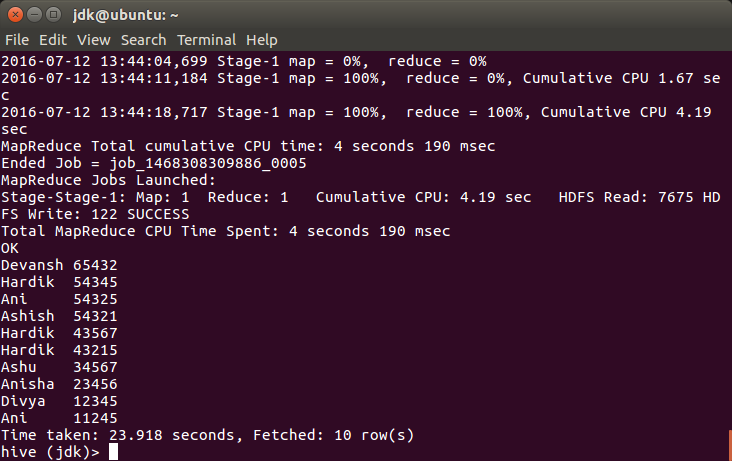 jdk@ubuntu: ~
File Edit View Search Terminal Help
2016-07-12 13:44:04,699 Stage-1 map = 0%,  reduce = 0%
2016-07-12 13:44:11,184 Stage-1 map = 100%,  reduce = 0%, Cumulative CPU 1.67 se
c
2016-07-12 13:44:18,717 Stage-1 map = 100%,  reduce = 100%, Cumulative CPU 4.19
sec
MapReduce Total cumulative CPU time: 4 seconds 190 msec
Ended Job = job_1468308309886_0005
MapReduce Jobs Launched:
Stage-Stage-1: Map: 1  Reduce: 1   Cumulative CPU: 4.19 sec   HDFS Read: 7675 HD
FS Write: 122 SUCCESS
Total MapReduce CPU Time Spent: 4 seconds 190 msec
OK
Devansh 65432
Hardik  54345
Ani     54325
Ashish  54321
Hardik  43567
Hardik  43215
Ashu    34567
Anisha  23456
Divya   12345
Ani     11245
Time taken: 23.918 seconds, Fetched: 10 row(s)
hive (jdk)>